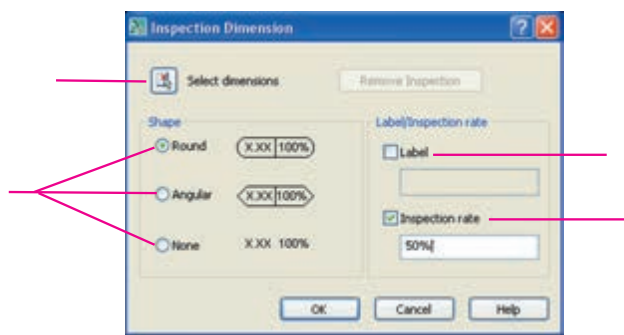 Inspection Dimension
Select dimensions
Remove Inspection
Shape
Round
X.XX 100%
Angular
X.XX 100%
None
X.XX 100%
Label/Inspection rate
Label
Inspection rate
50%
OK
Cancel
Help